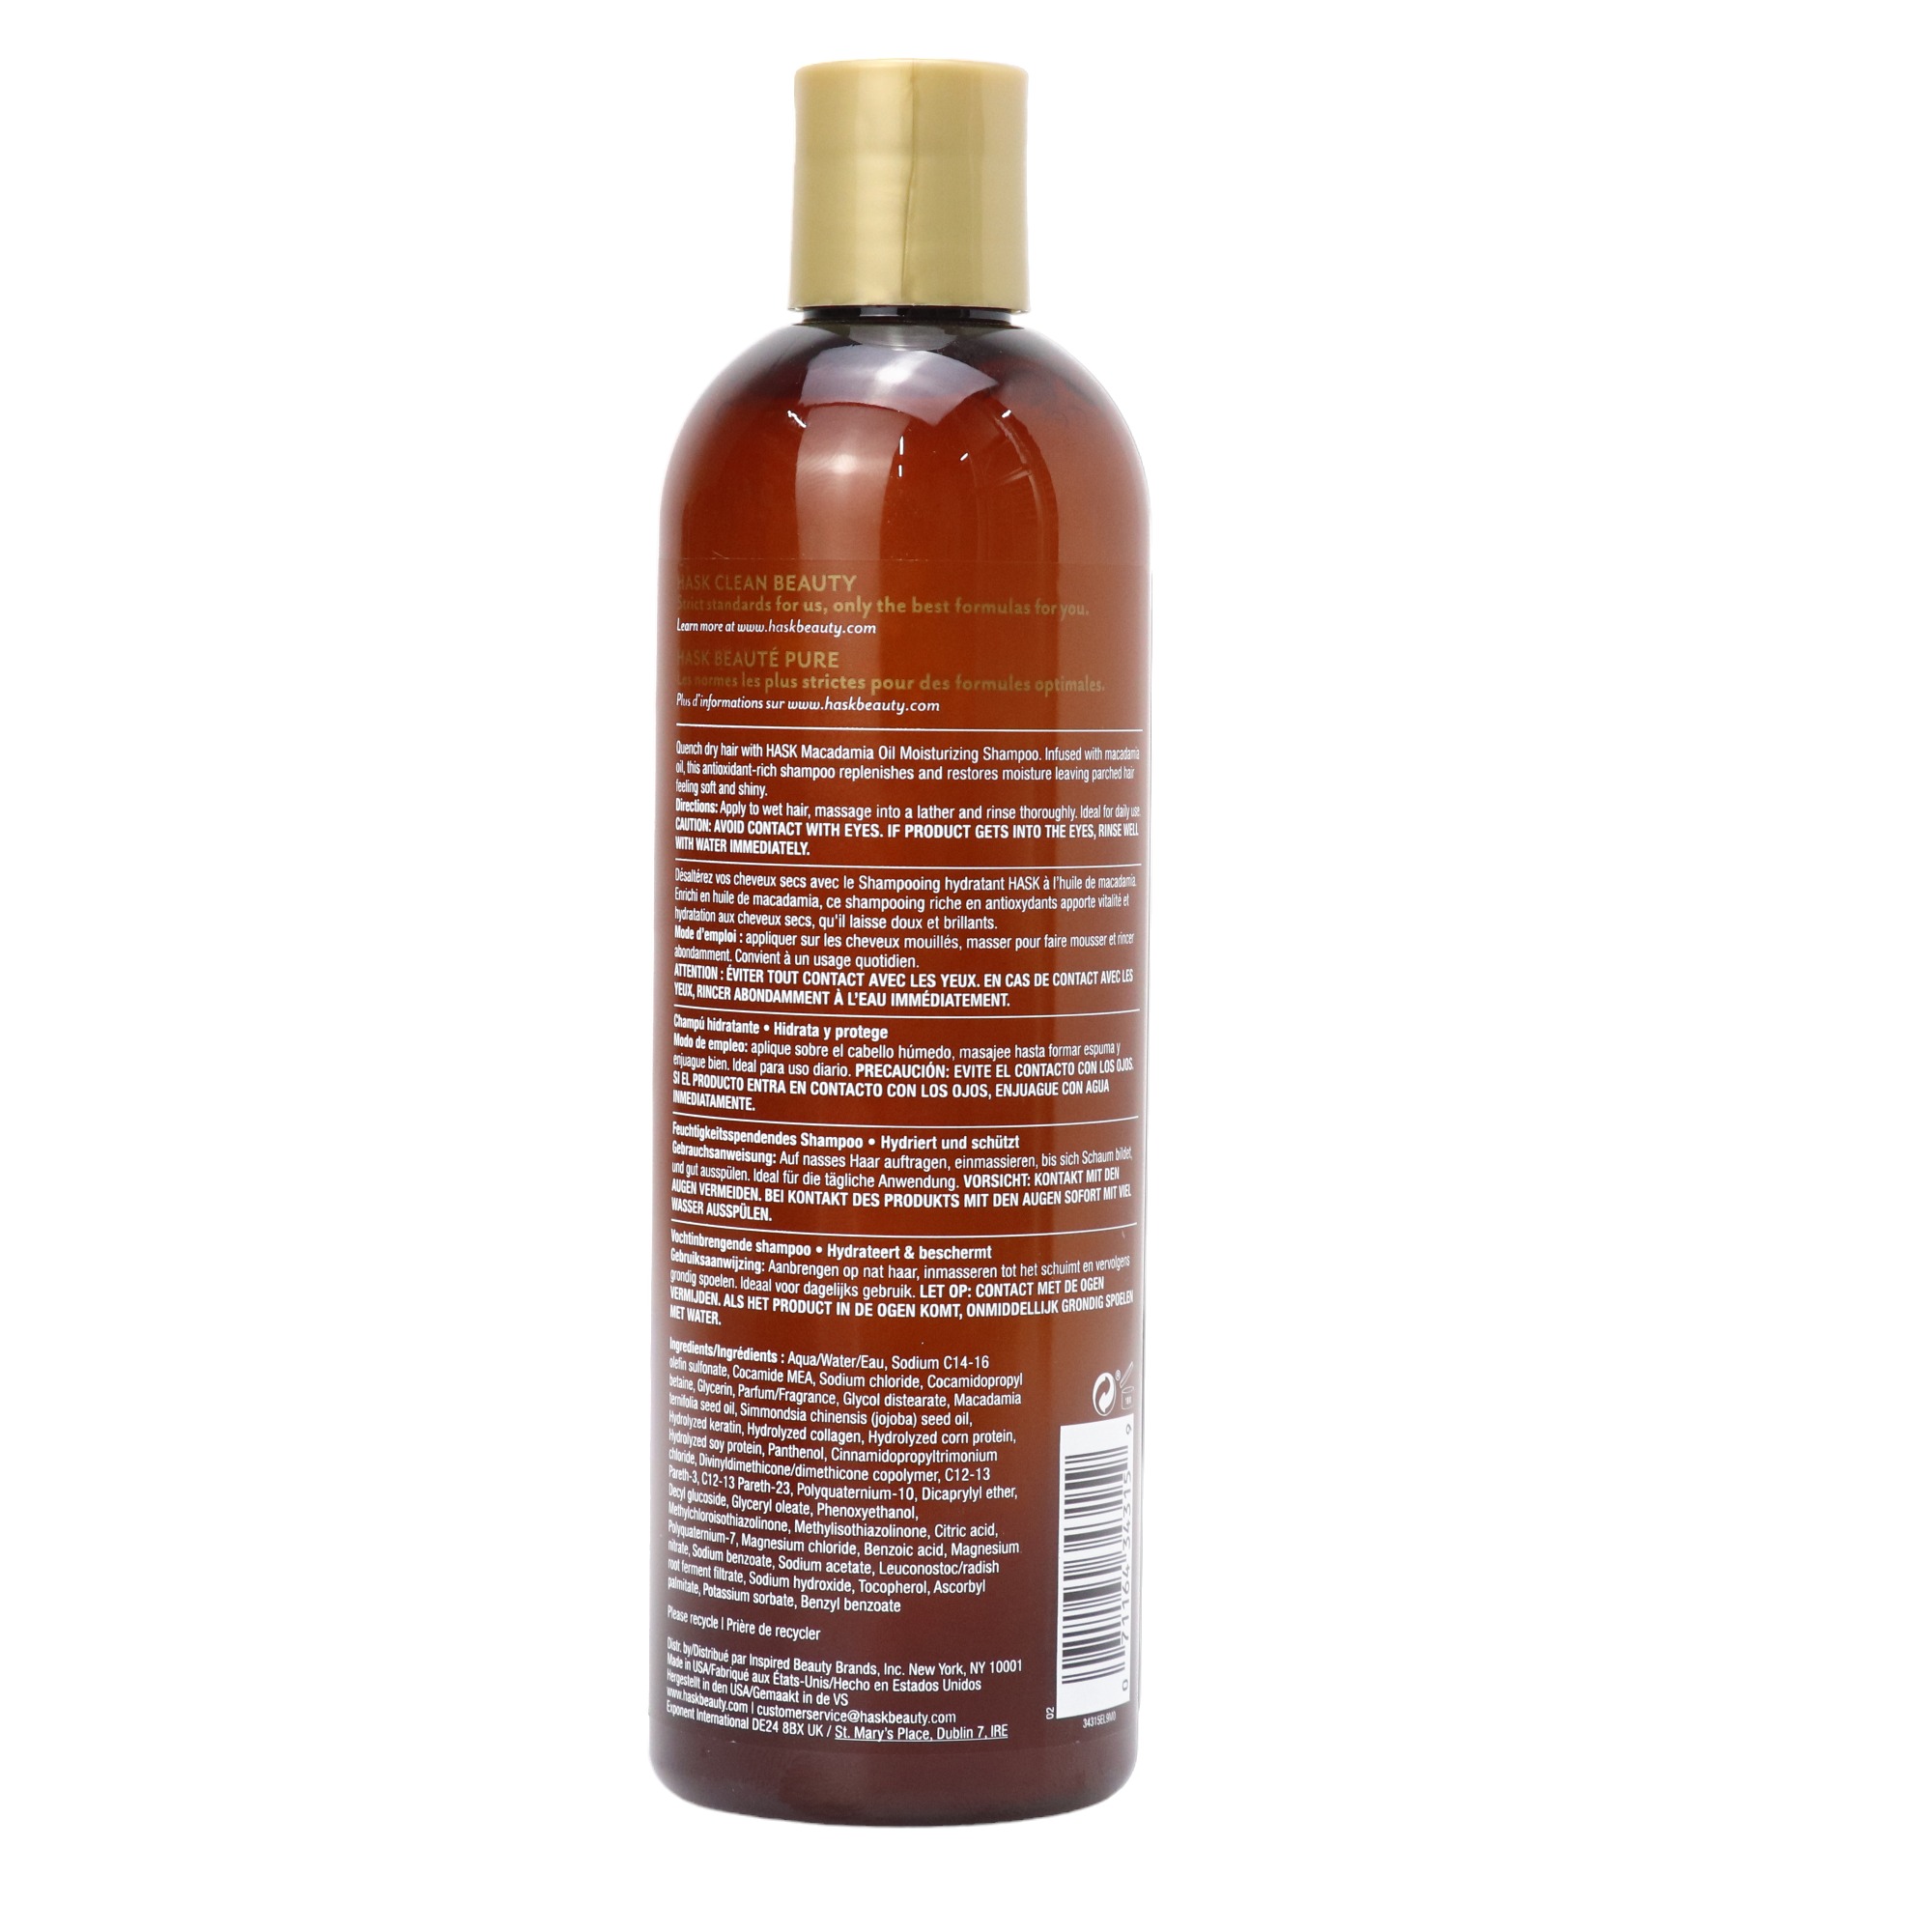 HASK CLEAN BEAUTY
Strict standards for us, only the best formulas for you.
Learn more at www.haskbeauty.com
HASK BEAUTÉ PURE
Les normes les plus strictes pour des formules optimales.
Plus d'informations sur www.haskbeauty.com
Quench dry hair with HASK Macadamia Oil Moisturizing Shampoo. Infused with macadamia
oil, this antioxidant-rich shampoo replenishes and restores moisture leaving parched hair
feeling soft and shiny.
Directions: Apply to wet hair, massage into a lather and rinse thoroughly. Ideal for daily use.
CAUTION: AVOID CONTACT WITH EYES. IF PRODUCT GETS INTO THE EYES, RINSE WELL
WITH WATER IMMEDIATELY.
Désaltérez vos cheveux secs avec le Shampooing hydratant HASK à l'huile de macadamia.
Enrichi en huile de macadamia, ce shampooing riche en antioxydants apporte vitalité et
hydratation aux cheveux secs, qu'il laisse doux et brillants.
Mode d'emploi : appliquer sur les cheveux mouillés, masser pour faire mousser et rincer
abondamment. Convient à un usage quotidien.
ATTENTION : ÉVITER TOUT CONTACT AVEC LES YEUX. EN CAS DE CONTACT AVEC LES
YEUX, RINCER ABONDAMMENT À L'EAU IMMÉDIATEMENT.
Champú hidratante • Hidrata y protege
Modo de empleo: aplique sobre el cabello húmedo, masajee hasta formar espuma y
enjuague bien. Ideal para uso diario. PRECAUCIÓN: EVITE EL CONTACTO CON LOS OJOS.
SI EL PRODUCTO ENTRA EN CONTACTO CON LOS OJOS, ENJUAGUE CON AGUA
INMEDIATAMENTE.
Feuchtigkeitsspendendes Shampoo • Hydriert und schützt
Gebrauchsanweisung: Auf nasses Haar auftragen, einmassieren, bis sich Schaum bildet,
und gut ausspülen. Ideal für die tägliche Anwendung. VORSICHT: KONTAKT MIT DEN
AUGEN VERMEIDEN. BEI KONTAKT DES PRODUKTS MIT DEN AUGEN SOFORT MIT VIEL
WASSER AUSSPÜLEN.
Vochtinbrengende shampoo • Hydrateert & beschermt
Gebruiksaanwijzing: Aanbrengen op nat haar, inmasseren tot het schuimt en vervolgens
grondig spoelen. Ideaal voor dagelijks gebruik. LET OP: CONTACT MET DE OGEN
VERMIJDEN. ALS HET PRODUCT IN DE OGEN KOMT, ONMIDDELLIJK GRONDIG SPOELEN
MET WATER.
Ingredients/Ingrédients : Aqua/Water/Eau, Sodium C14-16
olefin sulfonate, Cocamide MEA, Sodium chloride, Cocamidopropyl
betaine, Glycerin, Parfum/Fragrance, Glycol distearate, Macadamia
ternifolia seed oil, Simmondsia chinensis (jojoba) seed oil,
Hydrolyzed keratin, Hydrolyzed collagen, Hydrolyzed corn protein,
Hydrolyzed soy protein, Panthenol, Cinnamidopropyltrimonium
chloride, Divinyldimethicone/dimethicone copolymer, C12-13
Pareth-3, C12-13 Pareth-23, Polyquaternium-10, Dicaprylyl ether,
Decyl glucoside, Glyceryl oleate, Phenoxyethanol,
Methylchloroisothiazolinone, Methylisothiazolinone, Citric acid,
Polyquaternium-7, Magnesium chloride, Benzoic acid, Magnesium
nitrate, Sodium benzoate, Sodium acetate, Leuconostoc/radish
root ferment filtrate, Sodium hydroxide, Tocopherol, Ascorbyl
palmitate, Potassium sorbate, Benzyl benzoate
Please recycle | Prière de recycler
Distr. by/Distribué par Inspired Beauty Brands, Inc. New York, NY 10001
Made in USA/Fabriqué aux États-Unis/Hecho en Estados Unidos
Hergestellt in den USA/Gemaakt in de VS
www.haskbeauty.com | customerservice@haskbeauty.com
Exponent International DE24 8BX UK / St. Mary's Place, Dublin 7, IRE
0 71164 34315 9
02